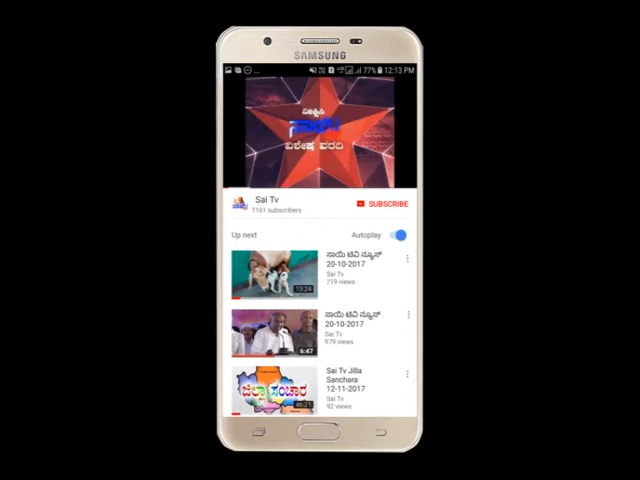 SAMSUNG
77% 12:13 PM
ನೀಕ್ಷಿಸಿ
ವಿಶೇಷ ವರದಿ
Sai Tv
1161 subscribers
SUBSCRIBE
Up next
Autoplay
ಸಾಯಿ ಟಿವಿ ನ್ಯೂಸ್
20-10-2017
Sai Tv
719 views
13:24
ಸಾಯಿ ಟಿವಿ ನ್ಯೂಸ್
20-10-2017
Sai Tv
979 views
6:47
Sai Tv Jilla
Sanchara
12-11-2017
Sai Tv
92 views
ಜಿಲ್ಲಾ ಸಂಚಾರ
46:21